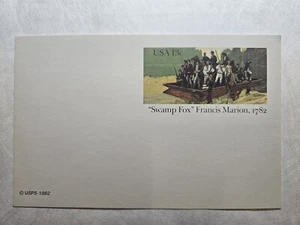 USA 13c
"Swamp Fox" Francis Marion, 1782
© USPS 1982